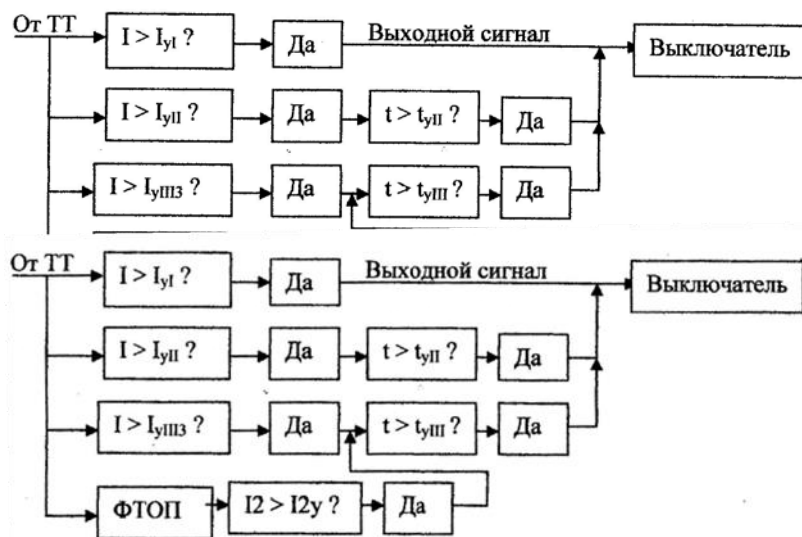 От ТТ I > IуI ? Да Выходной сигнал Выключатель
I > IуII ? Да t > tуII ? Да
I > IуIII3 ? Да t > tуIII ? Да
От ТТ I > IуI ? Да Выходной сигнал Выключатель
I > IуII ? Да t > tуII ? Да
I > IуIII3 ? Да t > tуIII ? Да
ФТОП I2 > I2у ? Да